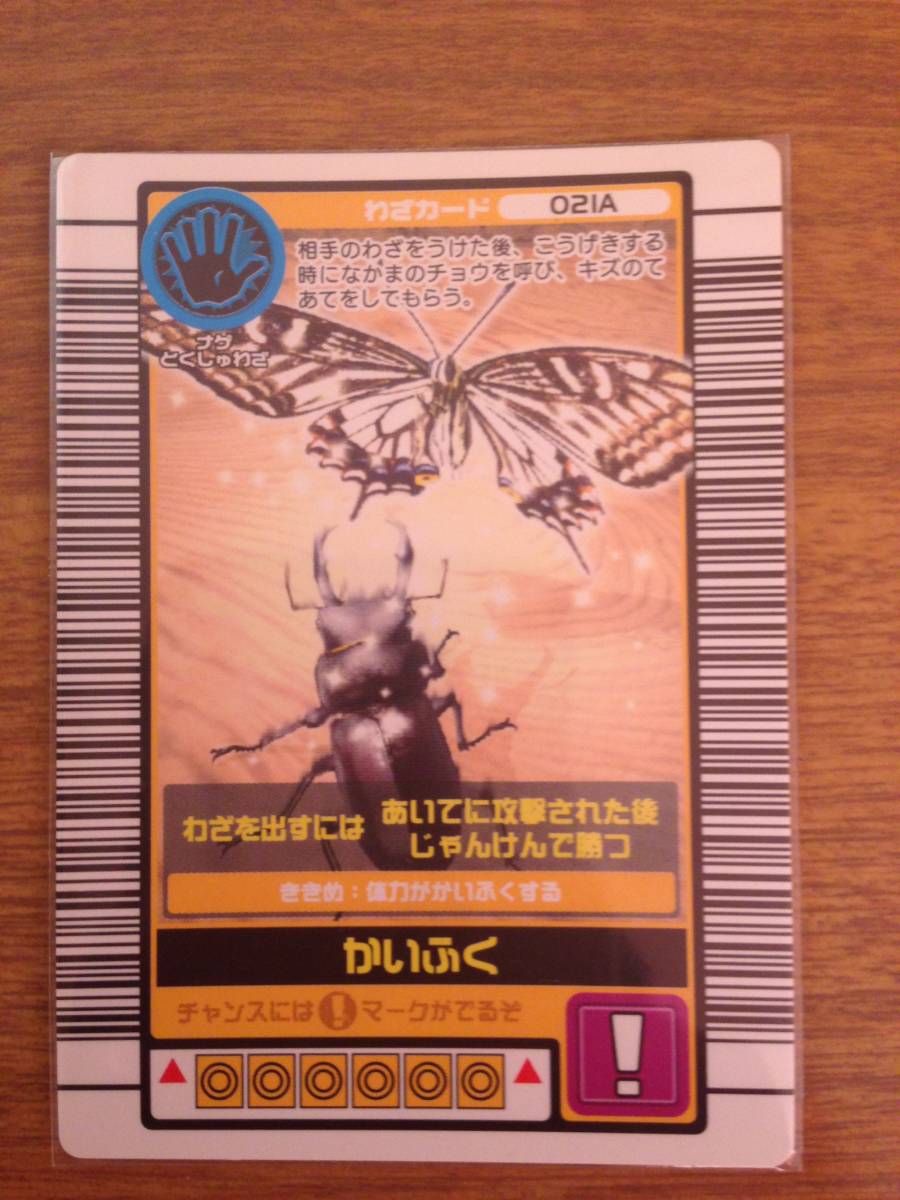 わざカード 021A
相手のわざをうけた後、こうげきする
時になかまのチョウを呼び、キズのて
あてをしてもらう。
ナゲ
とくしゅわざ
わざを出すには
あいてに攻撃された後
じゃんけんで勝つ
ききめ:体力がかいふくする
かいふく
チャンスには!マークがでるぞ
!